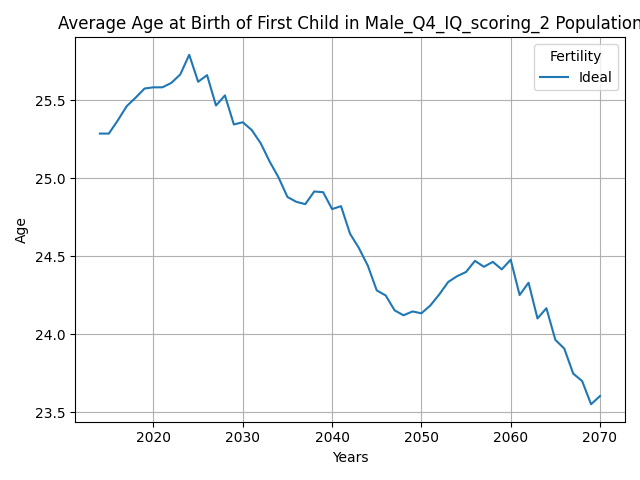 Average Age at Birth of First Child in Male_Q4_IQ_scoring_2 Population
Fertility
Ideal
25.5
25.0
24.5
24.0
23.5
Age
2020 2030 2040 2050 2060 2070
Years